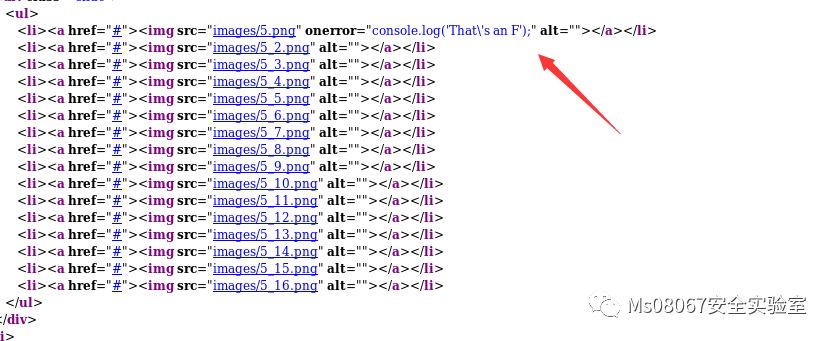 <ul>
<li><a href="#"><img src="images/5.png" onerror="console.log('That\'s an F');" alt=""></a></li>
<li><a href="#"><img src="images/5_2.png" alt=""></a></li>
<li><a href="#"><img src="images/5_3.png" alt=""></a></li>
<li><a href="#"><img src="images/5_4.png" alt=""></a></li>
<li><a href="#"><img src="images/5_5.png" alt=""></a></li>
<li><a href="#"><img src="images/5_6.png" alt=""></a></li>
<li><a href="#"><img src="images/5_7.png" alt=""></a></li>
<li><a href="#"><img src="images/5_8.png" alt=""></a></li>
<li><a href="#"><img src="images/5_9.png" alt=""></a></li>
<li><a href="#"><img src="images/5_10.png" alt=""></a></li>
<li><a href="#"><img src="images/5_11.png" alt=""></a></li>
<li><a href="#"><img src="images/5_12.png" alt=""></a></li>
<li><a href="#"><img src="images/5_13.png" alt=""></a></li>
<li><a href="#"><img src="images/5_14.png" alt=""></a></li>
<li><a href="#"><img src="images/5_15.png" alt=""></a></li>
<li><a href="#"><img src="images/5_16.png" alt=""></a></li>
</ul>
</div>
i>
Ms08067安全实验室